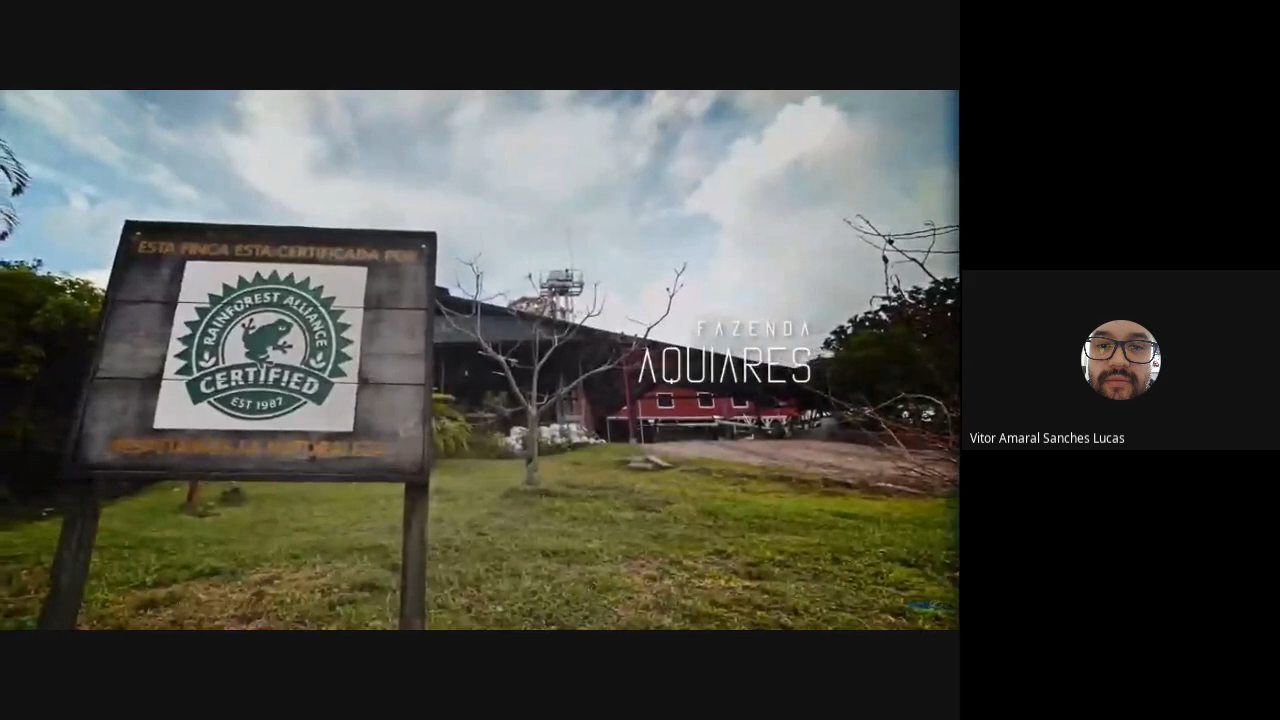 ESTA FINCA ESTA CERTIFICADA POR
RAINFOREST ALLIANCE
CERTIFIED
EST 1987
FAZENDA
AQUIARES
Vitor Amaral Sanches Lucas